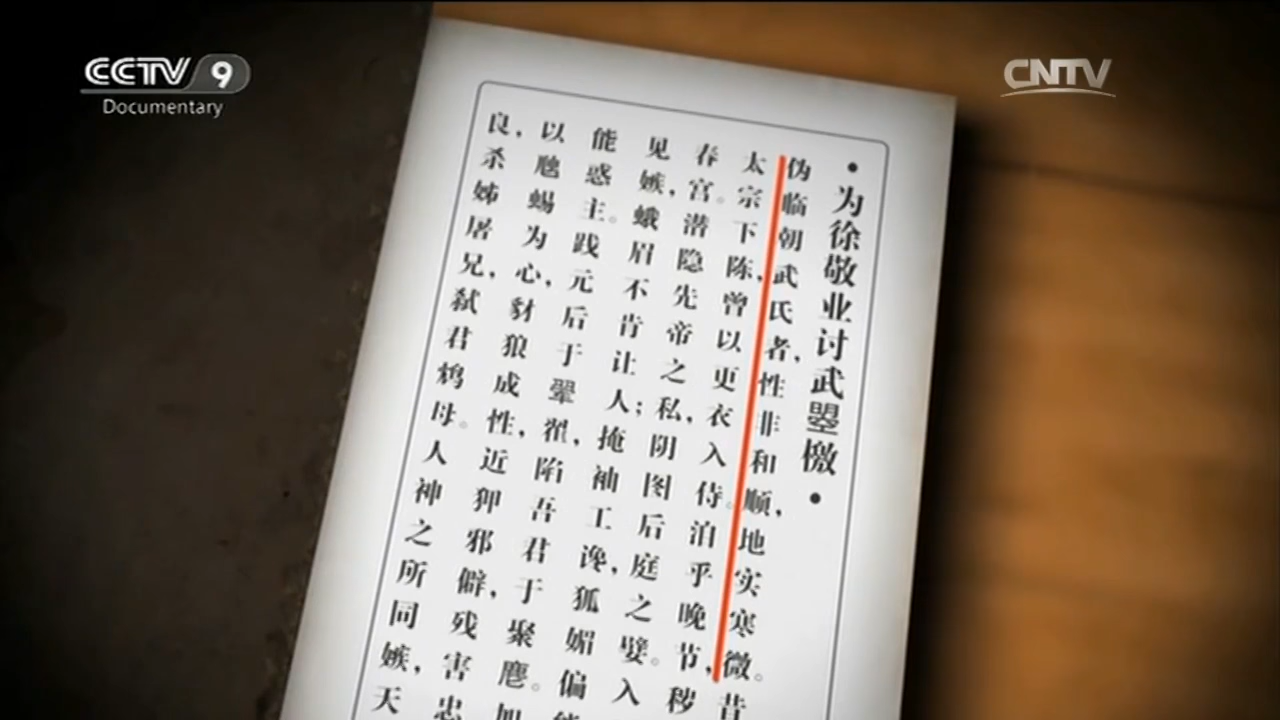 CCTV 9
Documentary
CNTV
• 为徐敬业讨武曌檄 •
伪临朝武氏者，性非和顺，地实寒微。昔
太宗下陈，曾以更衣入侍。洎乎晚节，秽
春宫。潜隐先帝之私，阴图后庭之嬖。入
见嫉，蛾眉不肯让人；掩袖工谗，狐媚偏
能惑主。践元后于翚翟，陷吾君于聚麀。加
以虺蜴为心，豺狼成性，近狎邪僻，残害忠
良，杀姊屠兄，弑君鸩母。人神之所同嫉，天